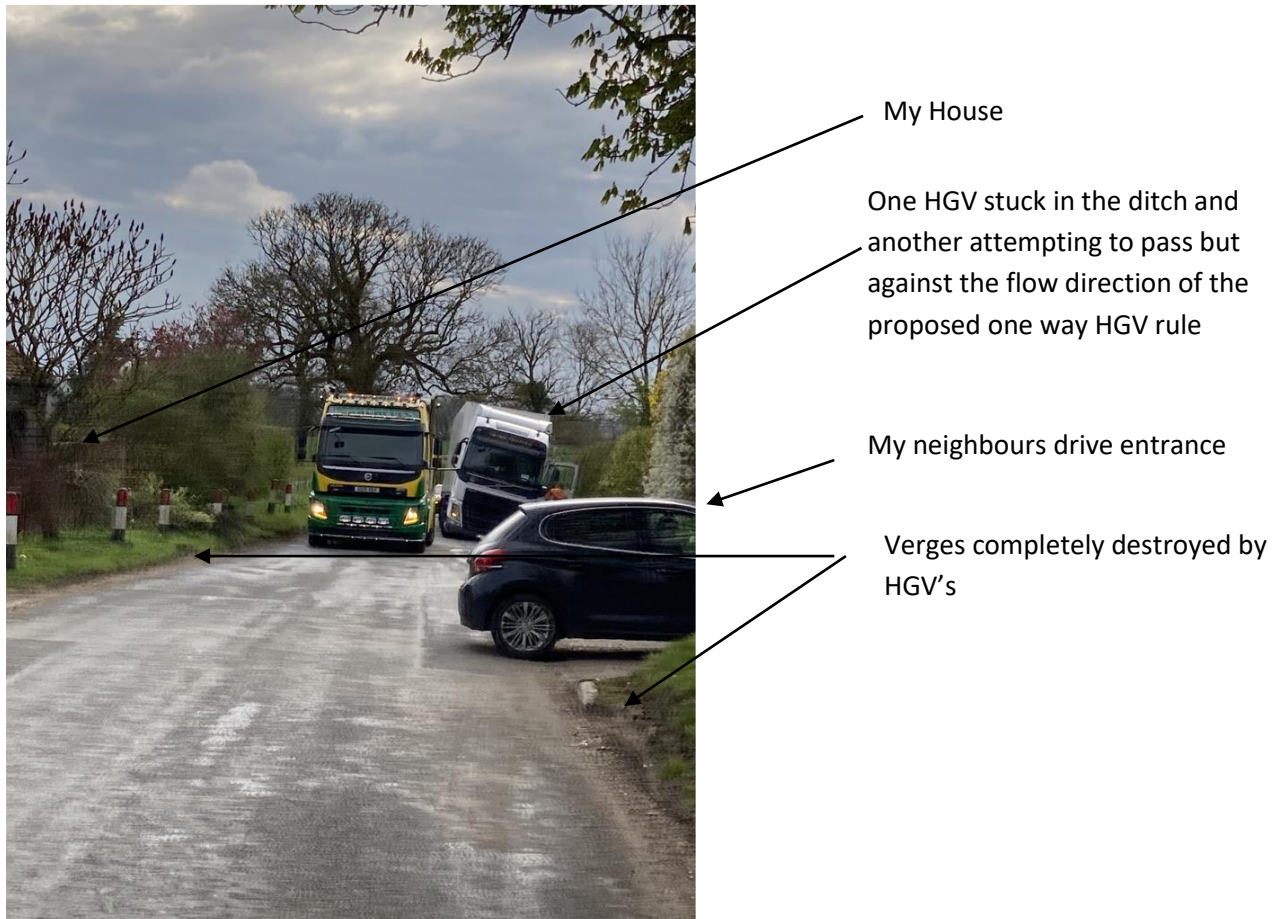 My House
One HGV stuck in the ditch and
another attempting to pass but
against the flow direction of the
proposed one way HGV rule
My neighbours drive entrance
Verges completely destroyed by
HGV's